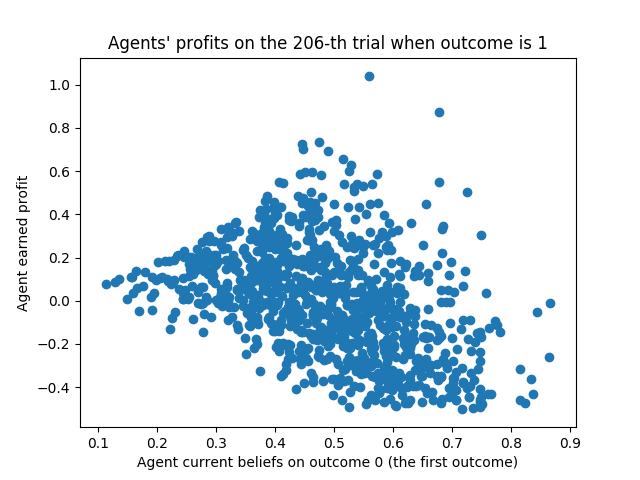 Agents' profits on the 206-th trial when outcome is 1
Agent earned profit
1.0
0.8
0.6
0.4
0.2
0.0
−0.2
−0.4
0.1 0.2 0.3 0.4 0.5 0.6 0.7 0.8 0.9
Agent current beliefs on outcome 0 (the first outcome)